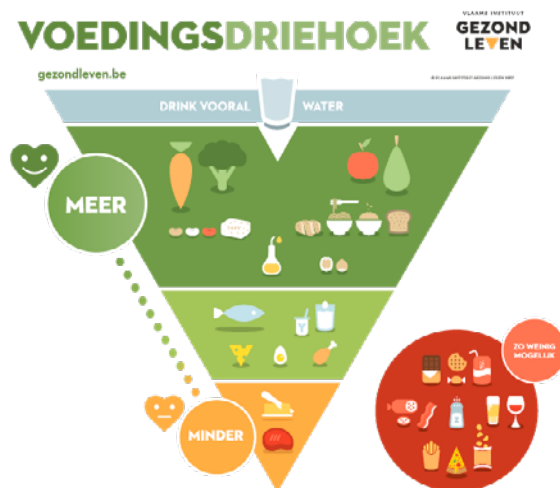 VOEDINGSDRIEHOEK
VLAAMS INSTITUUT
GEZOND
LEVEN
gezondleven.be
DRINK VOORAL WATER
MEER
ZO WEINIG
MOGELIJK
MINDER